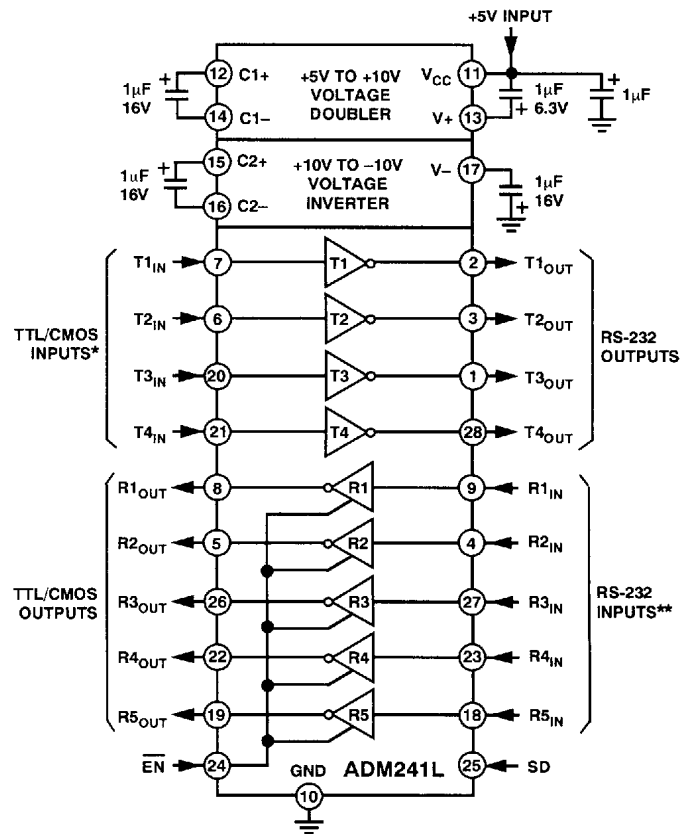 +5V INPUT
12 C1+ +5V TO +10V VCC 11
1μF + VOLTAGE 1μF + 1μF
16V DOUBLER + 6.3V
14 C1– V+ 13
15 C2+ +10V TO –10V V– 17
1μF + VOLTAGE 1μF
16V INVERTER + 16V
16 C2–
T1IN 7 T1 2 T1OUT
T2IN 6 T2 3 T2OUT
TTL/CMOS RS-232
INPUTS* OUTPUTS
T3IN 20 T3 1 T3OUT
T4IN 21 T4 28 T4OUT
R1OUT 8 R1 9 R1IN
R2OUT 5 R2 4 R2IN
TTL/CMOS RS-232
OUTPUTS INPUTS**
R3OUT 26 R3 27 R3IN
R4OUT 22 R4 23 R4IN
R5OUT 19 R5 18 R5IN
EN 24 GND ADM241L 25 SD
10